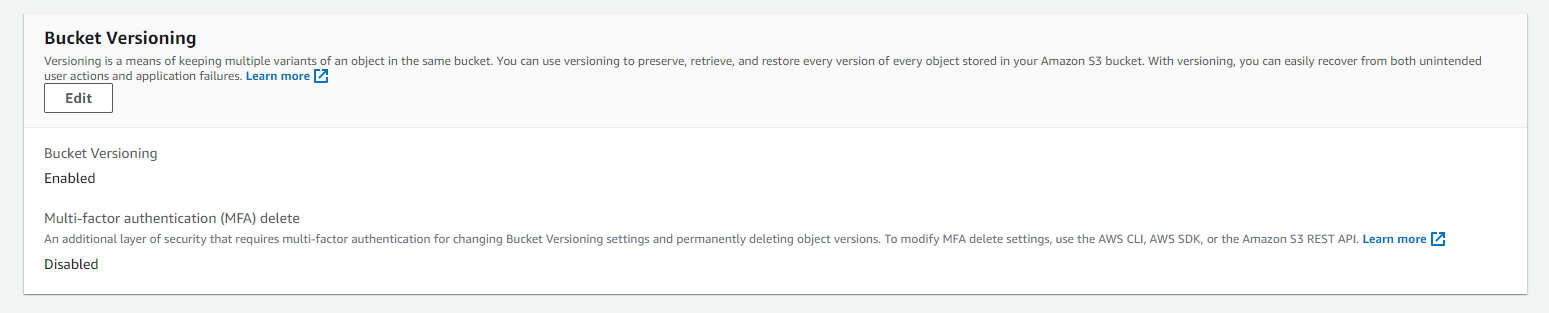 Bucket Versioning
Versioning is a means of keeping multiple variants of an object in the same bucket. You can use versioning to preserve, retrieve, and restore every version of every object stored in your Amazon S3 bucket. With versioning, you can easily recover from both unintended
user actions and application failures. Learn more
Edit
Bucket Versioning
Enabled
Multi-factor authentication (MFA) delete
An additional layer of security that requires multi-factor authentication for changing Bucket Versioning settings and permanently deleting object versions. To modify MFA delete settings, use the AWS CLI, AWS SDK, or the Amazon S3 REST API. Learn more
Disabled